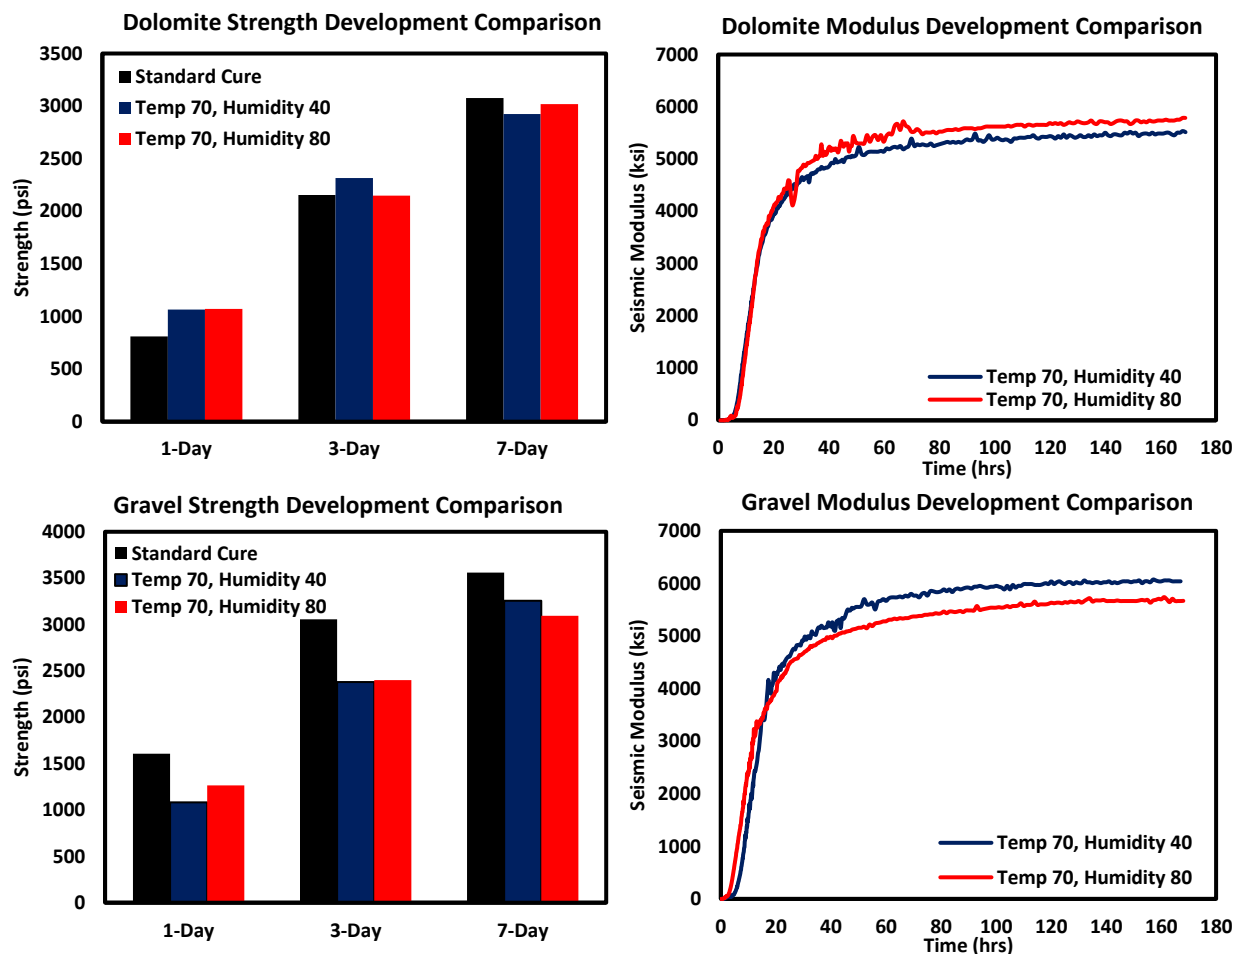 Dolomite Strength Development Comparison
3500
3000
2500
2000
1500
1000
500
0
Strength (psi)
Standard Cure
Temp 70, Humidity 40
Temp 70, Humidity 80
1-Day
3-Day
7-Day
Dolomite Modulus Development Comparison
7000
6000
5000
4000
3000
2000
1000
0
Seismic Modulus (ksi)
Temp 70, Humidity 40
Temp 70, Humidity 80
0 20 40 60 80 100 120 140 160 180
Time (hrs)
Gravel Strength Development Comparison
4000
3500
3000
2500
2000
1500
1000
500
0
Strength (psi)
Standard Cure
Temp 70, Humidity 40
Temp 70, Humidity 80
1-Day
3-Day
7-Day
Gravel Modulus Development Comparison
7000
6000
5000
4000
3000
2000
1000
0
Seismic Modulus (ksi)
Temp 70, Humidity 40
Temp 70, Humidity 80
0 20 40 60 80 100 120 140 160 180
Time (hrs)